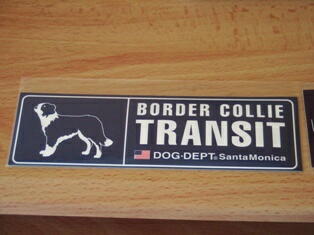 BORDER COLLIE
TRANSIT
DOG-DEPT® SantaMonica